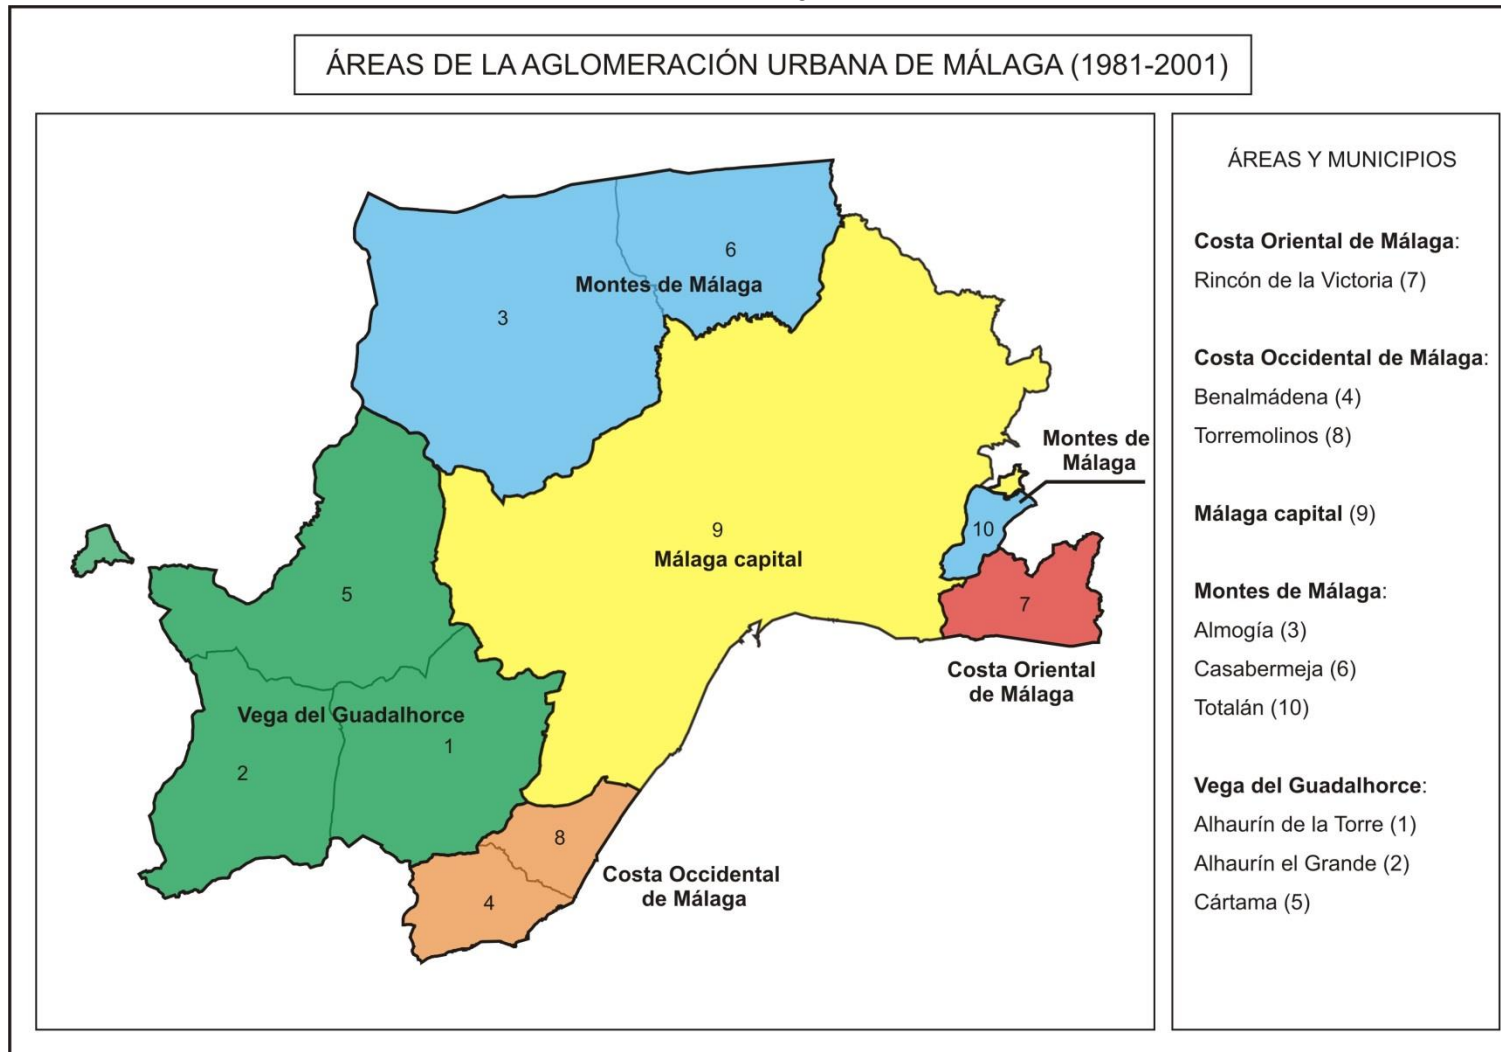 ÁREAS DE LA AGLOMERACIÓN URBANA DE MÁLAGA (1981-2001)
6
Montes de Málaga
3
Montes de
Málaga
10
9
Málaga capital
5
7
Costa Oriental
de Málaga
Vega del Guadalhorce
1
2
8
Costa Occidental
de Málaga
4
ÁREAS Y MUNICIPIOS
Costa Oriental de Málaga:
Rincón de la Victoria (7)
Costa Occidental de Málaga:
Benalmádena (4)
Torremolinos (8)
Málaga capital (9)
Montes de Málaga:
Almogía (3)
Casabermeja (6)
Totalán (10)
Vega del Guadalhorce:
Alhaurín de la Torre (1)
Alhaurín el Grande (2)
Cártama (5)